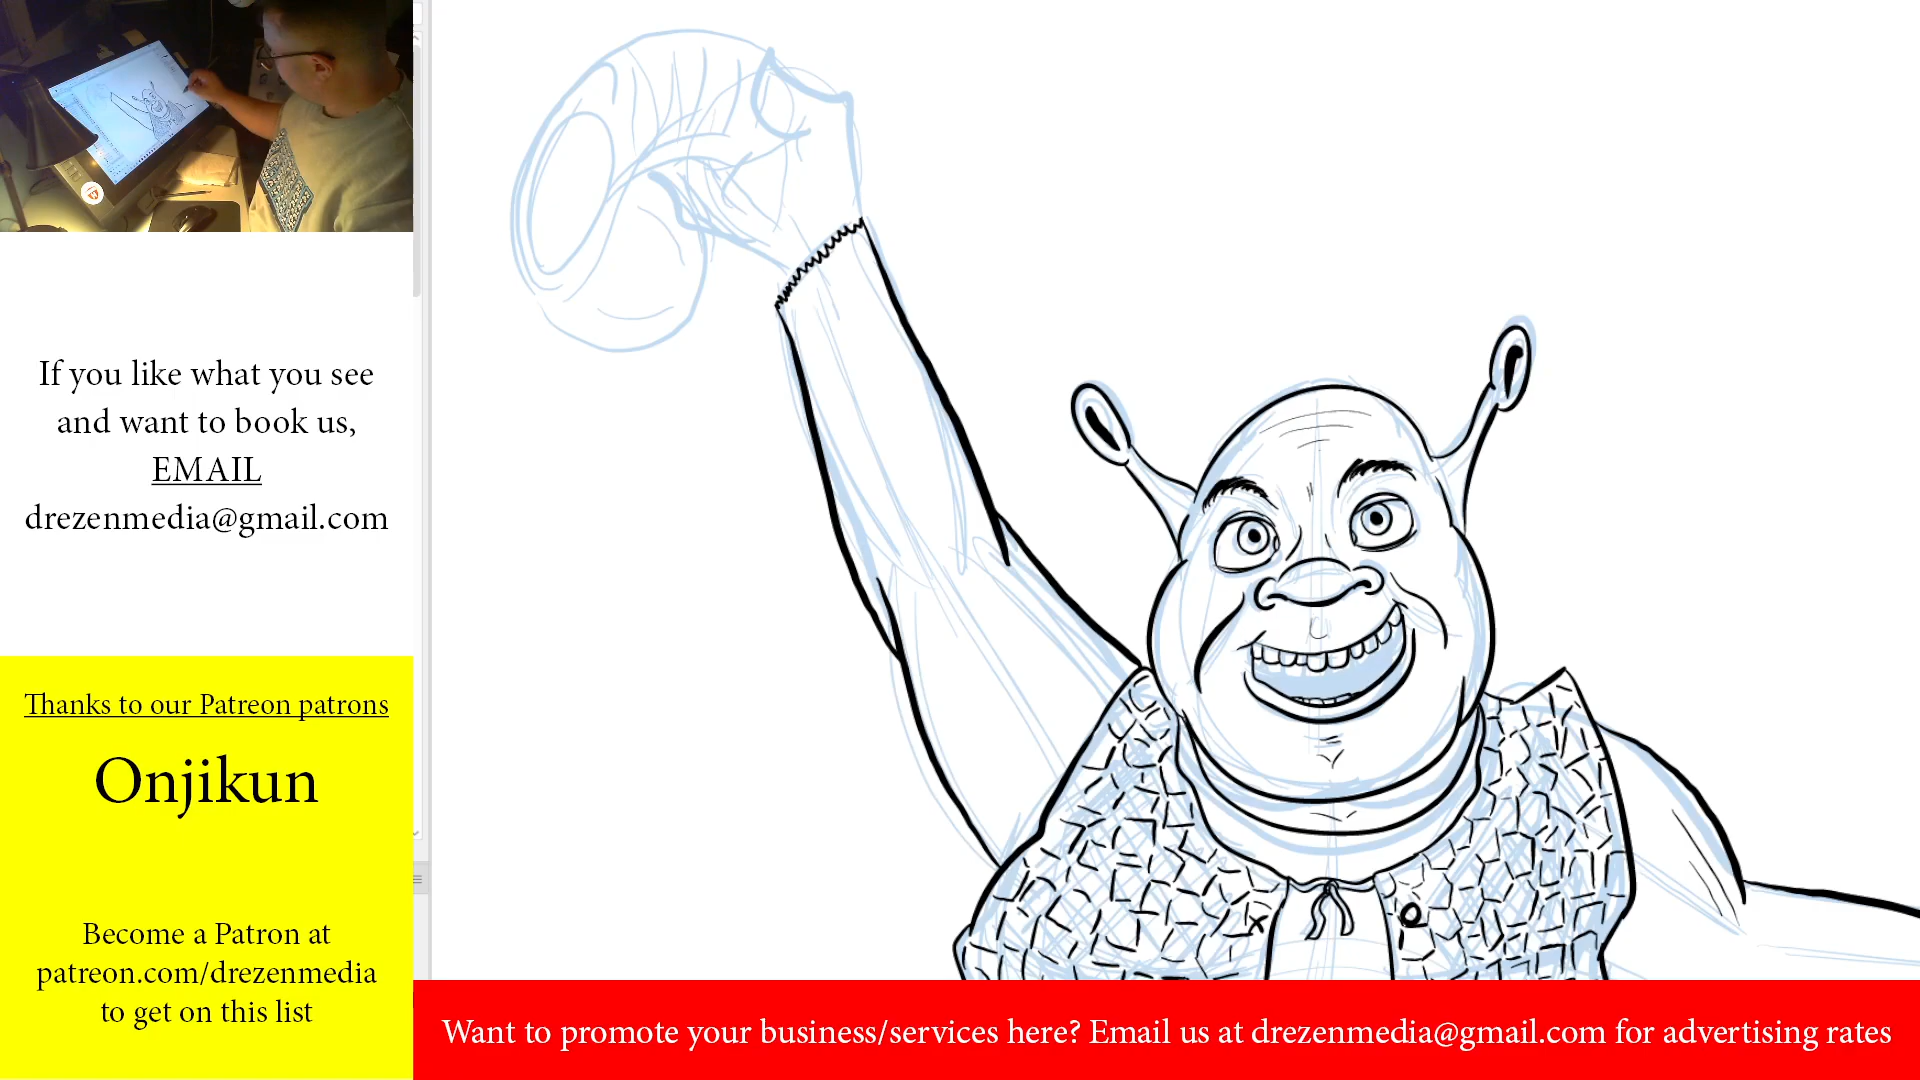 If you like what you see
and want to book us,
EMAIL
drezenmedia@gmail.com
Thanks to our Patreon patrons
Onjikun
Become a Patron at
patreon.com/drezenmedia
to get on this list
Want to promote your business/services here? Email us at drezenmedia@gmail.com for advertising rates